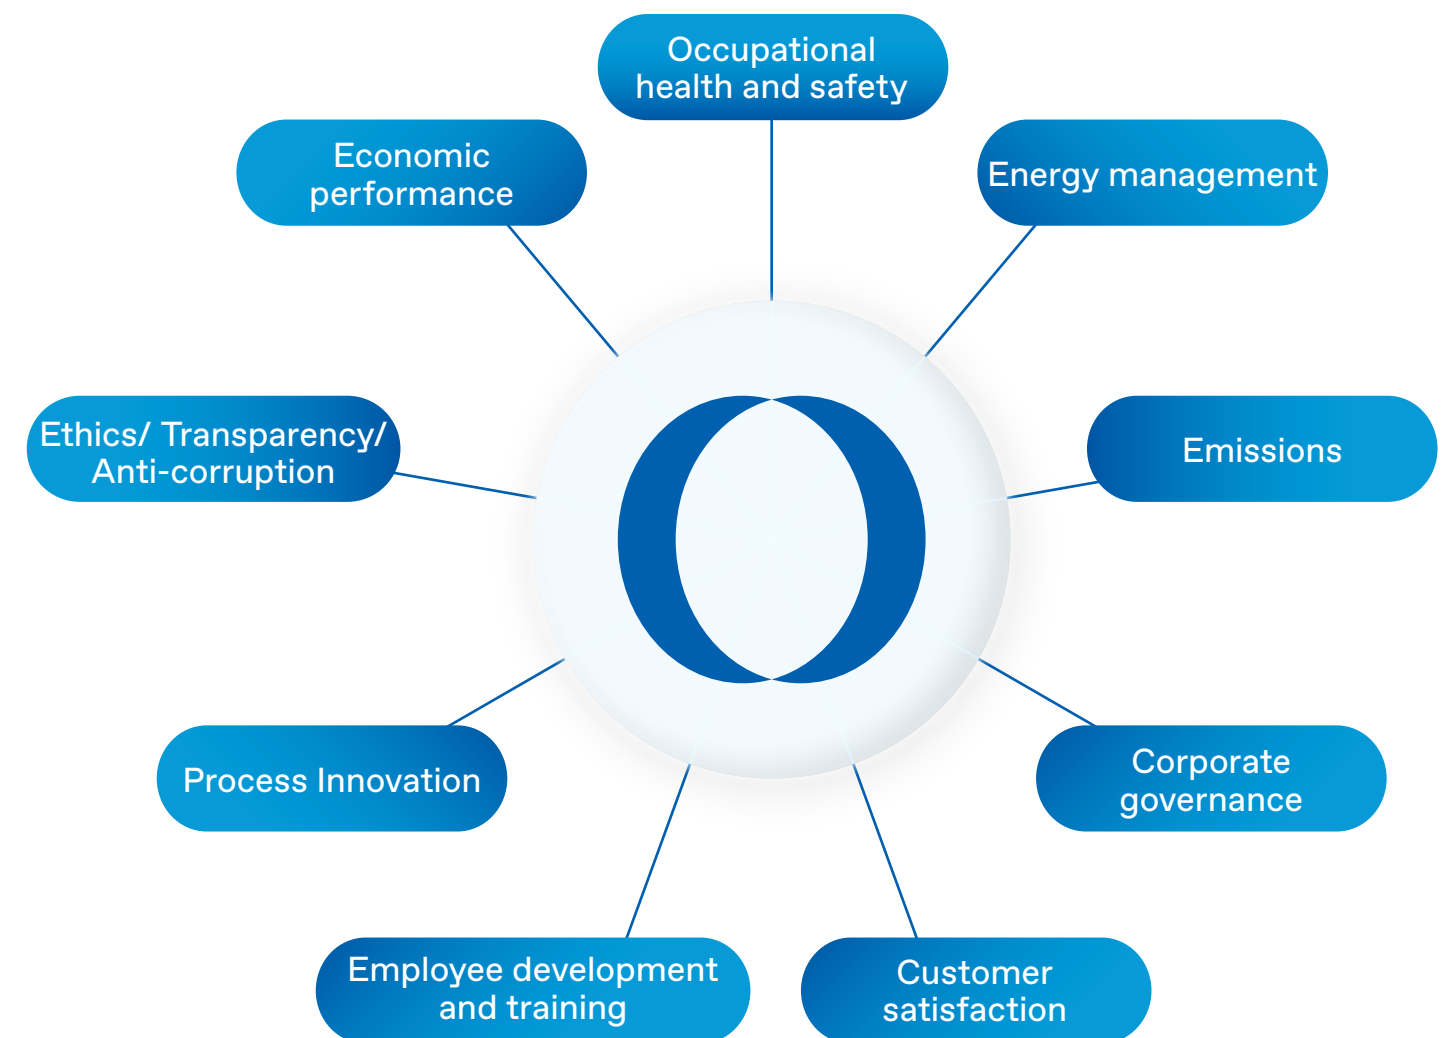 Occupational
health and safety
Economic
performance
Energy management
Ethics/ Transparency/
Anti-corruption
Emissions
Process Innovation
Corporate
governance
Employee development
and training
Customer
satisfaction